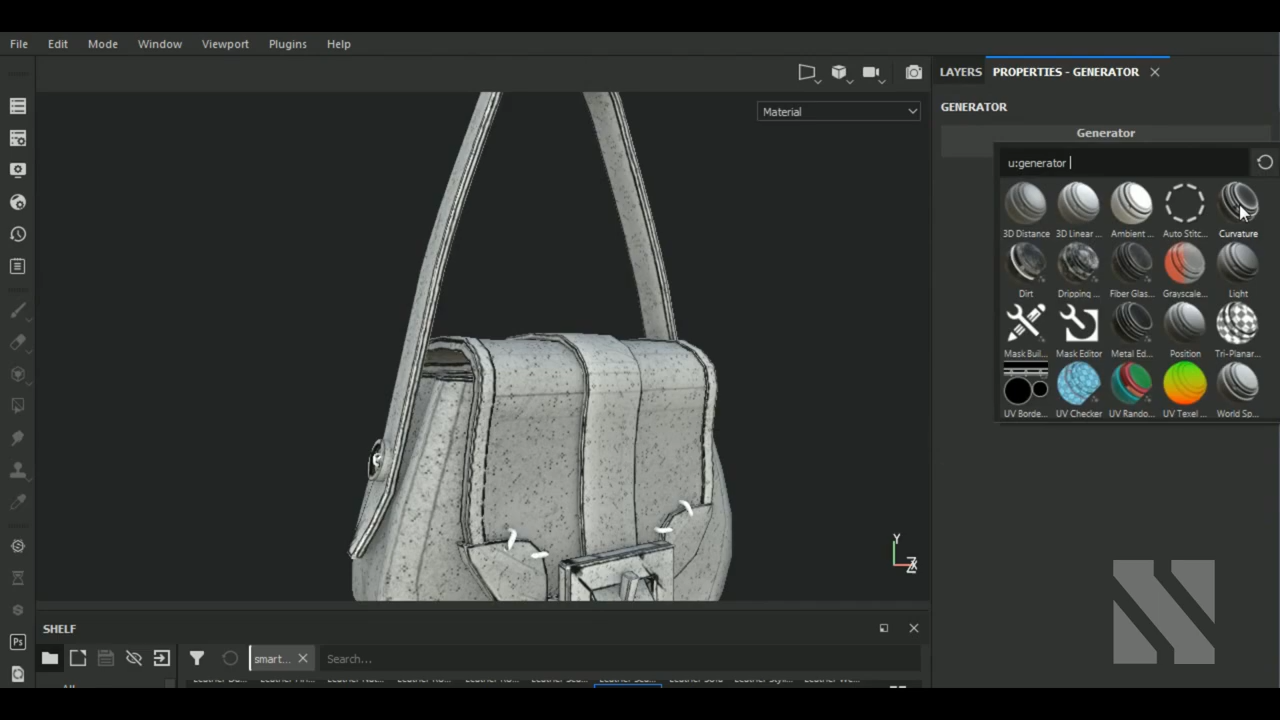 File Edit Mode Window Viewport Plugins Help
LAYERS PROPERTIES - GENERATOR
Material
GENERATOR
Generator
u:generator
3D Distance 3D Linear ... Ambient ... Auto Stitc... Curvature
Dirt Dripping ... Fiber Glas... Grayscale... Light
Mask Buil... Mask Editor Metal Ed... Position Tri-Planar...
UV Borde... UV Checker UV Rando... UV Texel ... World Sp...
Y
Z
SHELF
Ps
smart... Search...